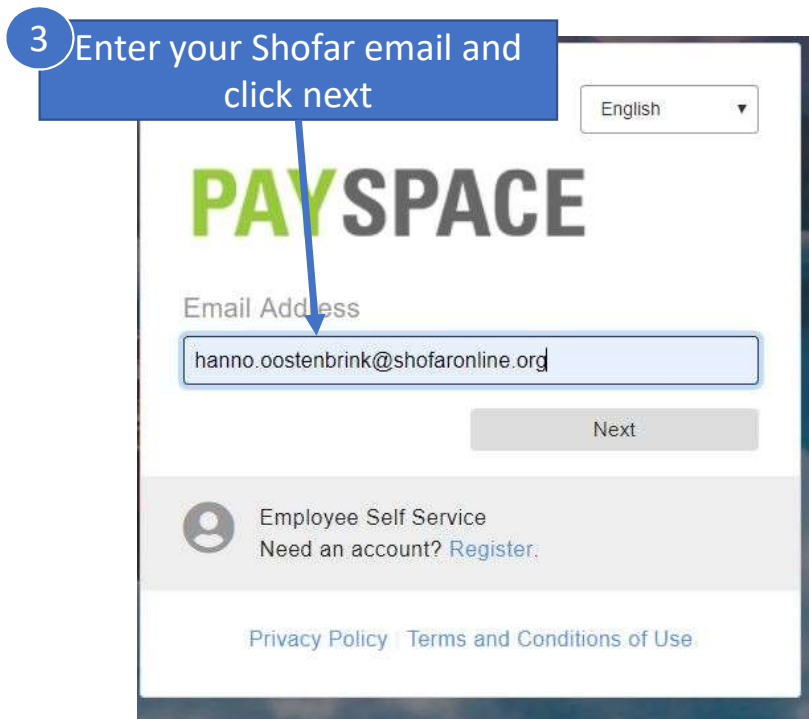 3
Enter your Shofar email and
click next
English
PAYSPACE
Email Address
hanno.oostenbrink@shofaronline.org
Next
Employee Self Service
Need an account? Register.
Privacy Policy Terms and Conditions of Use